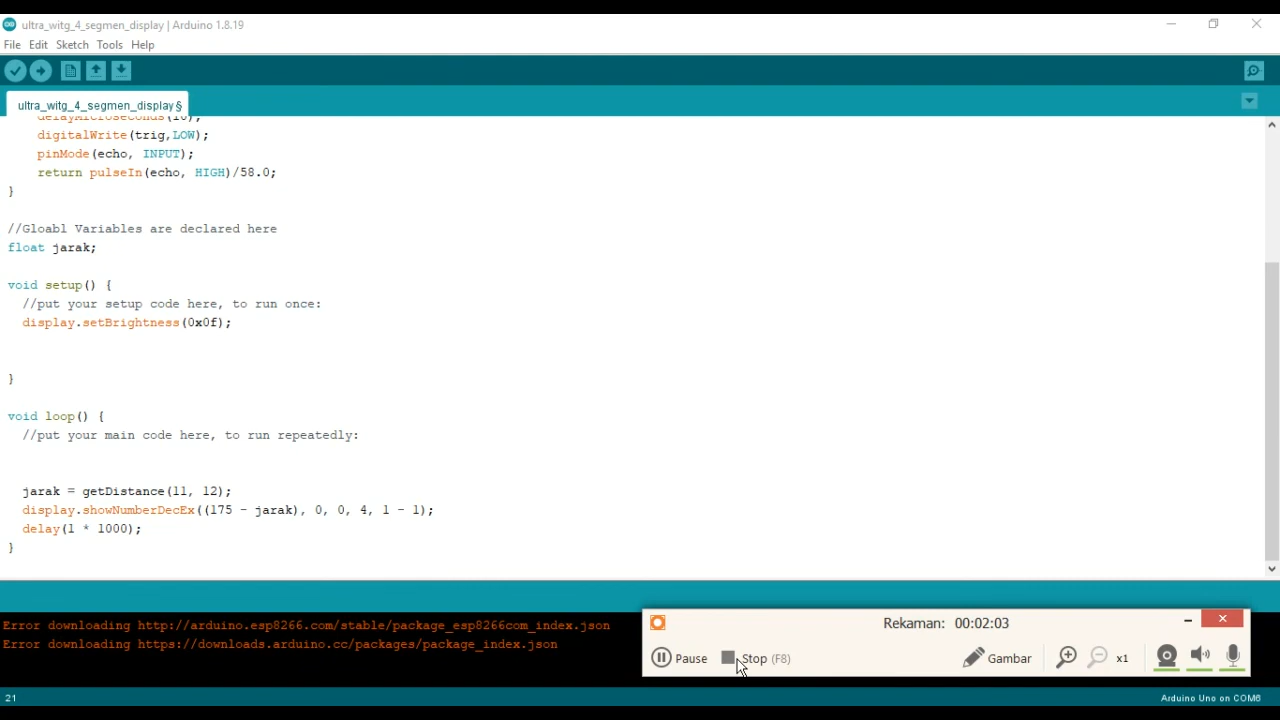 ultra_witg_4_segmen_display | Arduino 1.8.19
File Edit Sketch Tools Help
ultra_witg_4_segmen_display §
delayMicroseconds(10);
digitalWrite(trig,LOW);
pinMode(echo, INPUT);
return pulseIn(echo, HIGH)/58.0;
}
//Gloabl Variables are declared here
float jarak;
void setup() {
//put your setup code here, to run once:
display.setBrightness(0x0f);
}
void loop() {
//put your main code here, to run repeatedly:
jarak = getDistance(11, 12);
display.showNumberDecEx((175 - jarak), 0, 0, 4, 1 - 1);
delay(1 * 1000);
}
Error downloading http://arduino.esp8266.com/stable/package_esp8266com_index.json
Error downloading https://downloads.arduino.cc/packages/package_index.json
Rekaman: 00:02:03
Pause Stop (F8) Gambar x1
21 Arduino Uno on COM6